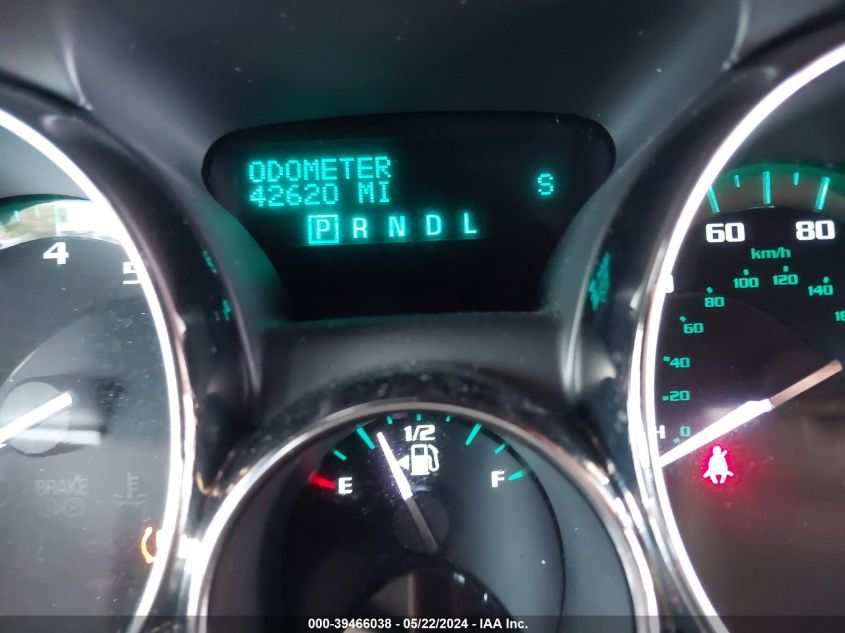 ODOMETER
42620 MI
S
P R N D L
4
5
60 80
km/h
0 20 40 60 80 100 120 140
1/2
E F
BRAKE
000-39466038 - 05/22/2024 - IAA Inc.